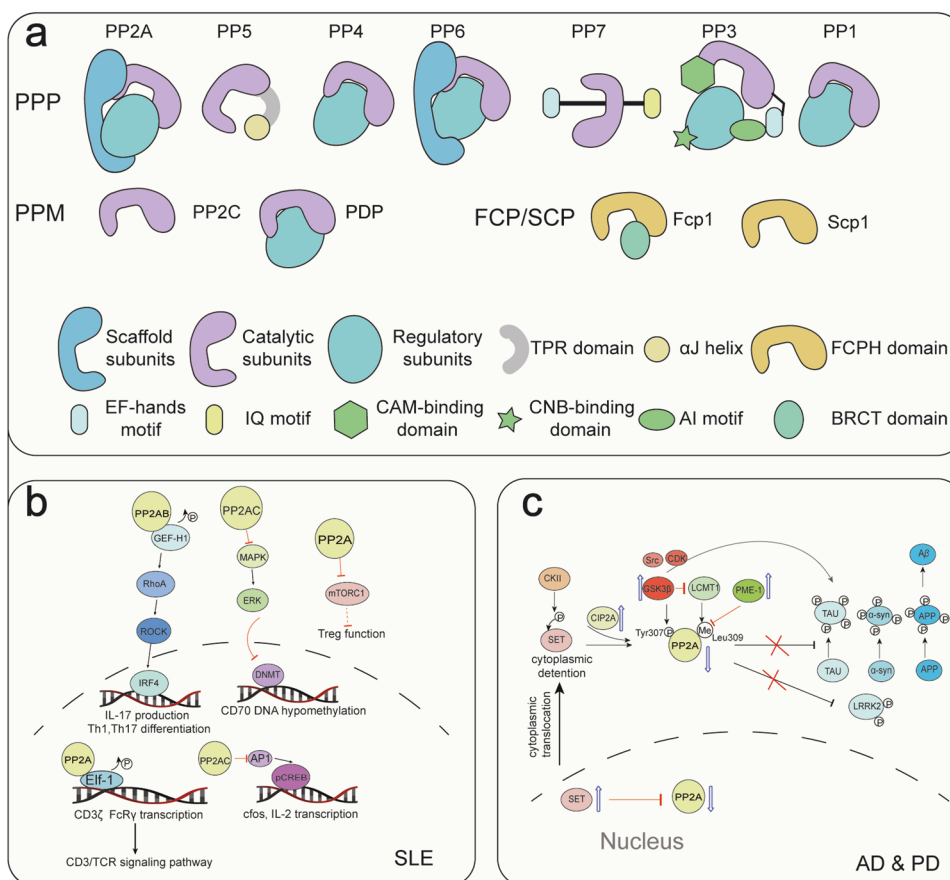 a
PP2A PP5 PP4 PP6 PP7 PP3 PP1
PPP
PPM
PP2C
PDP
FCP/SCP
Fcp1
Scp1
Scaffold
subunits
Catalytic
subunits
Regulatory
subunits
TPR domain
αJ helix
FCPH domain
EF-hands
motif
IQ motif
CAM-binding
domain
CNB-binding
domain
AI motif
BRCT domain
b
PP2AB
GEF-H1
P
RhoA
ROCK
IRF4
IL-17 production
Th1,Th17 differentiation
PP2AC
MAPK
ERK
DNMT
CD70 DNA hypomethylation
PP2A
mTORC1
Treg function
PP2A
Elf-1
P
CD3ζ FcRγ transcription
CD3/TCR signaling pathway
PP2AC
AP1
pCREB
cfos, IL-2 transcription
SLE
c
CKII
P
SET
cytoplasmic
detention
cytoplasmic
translocation
CIP2A
Src
CDK
GSK3β
LCMT1
PME-1
Tyr307
P
Me
Leu309
PP2A
P
P
TAU
P
P
TAU
P
P
α-syn
P
P
α-syn
Aβ
P
P
APP
P
P
APP
P
LRRK2
P
P
SET
PP2A
Nucleus
AD & PD